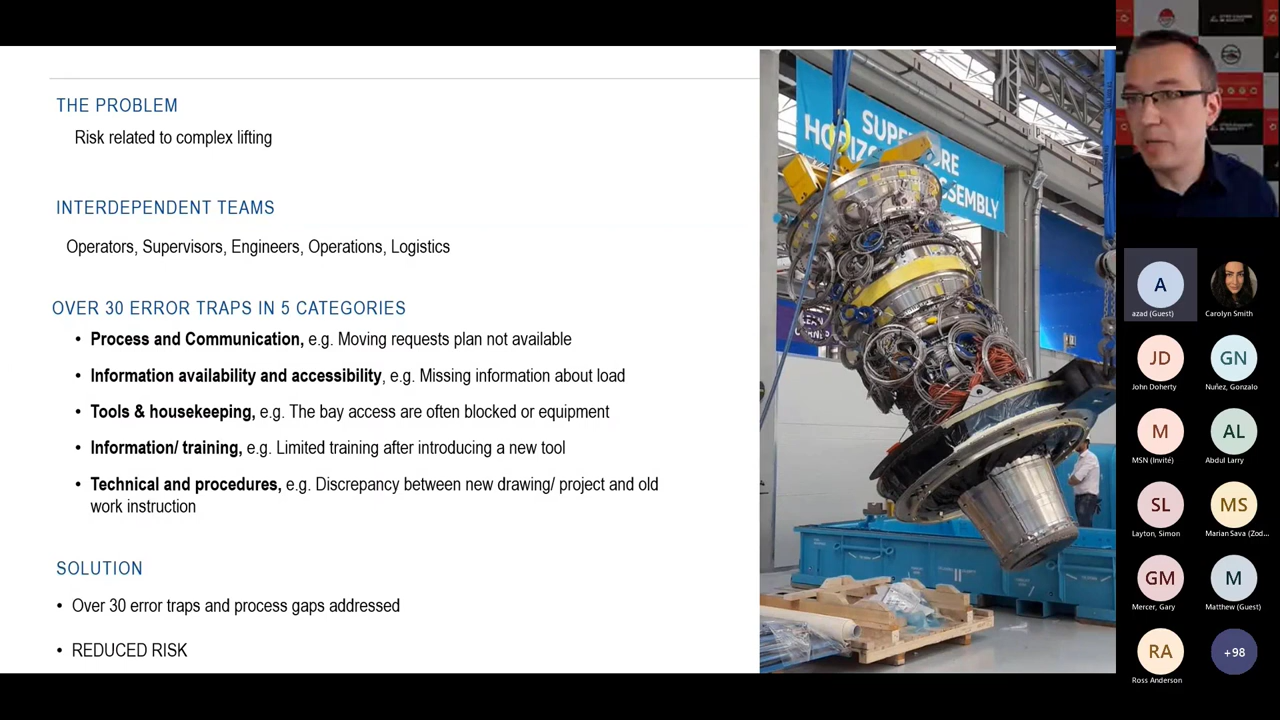 THE PROBLEM
Risk related to complex lifting
INTERDEPENDENT TEAMS
Operators, Supervisors, Engineers, Operations, Logistics
OVER 30 ERROR TRAPS IN 5 CATEGORIES
• Process and Communication, e.g. Moving requests plan not available
• Information availability and accessibility, e.g. Missing information about load
• Tools & housekeeping, e.g. The bay access are often blocked or equipment
• Information/ training, e.g. Limited training after introducing a new tool
• Technical and procedures, e.g. Discrepancy between new drawing/ project and old
work instruction
SOLUTION
• Over 30 error traps and process gaps addressed
• REDUCED RISK
A
azad (Guest)
Carolyn Smith
JD
John Doherty
GN
Nuñez, Gonzalo
M
MSN (Invité)
AL
Abdul Larry
SL
Layton, Simon
MS
Marian Sava (Zod...
GM
Mercer, Gary
M
Matthew (Guest)
RA
Ross Anderson
+98